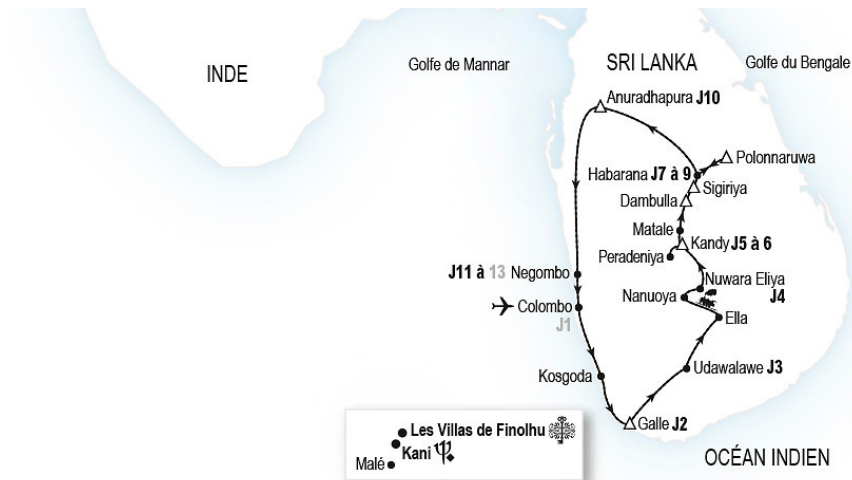 INDE
Golfe de Mannar
SRI LANKA
Golfe du Bengale
Anuradhapura J10
Polonnaruwa
Habarana J7 à 9
Sigiriya
Dambulla
Matale
Kandy J5 à 6
Peradeniya
J11 à 13 Negombo
Nuwara Eliya
J4
Nanuoya
Colombo
J1
Ella
Udawalawe J3
Kosgoda
Galle J2
Les Villas de Finolhu
Kani
Malé
OCÉAN INDIEN